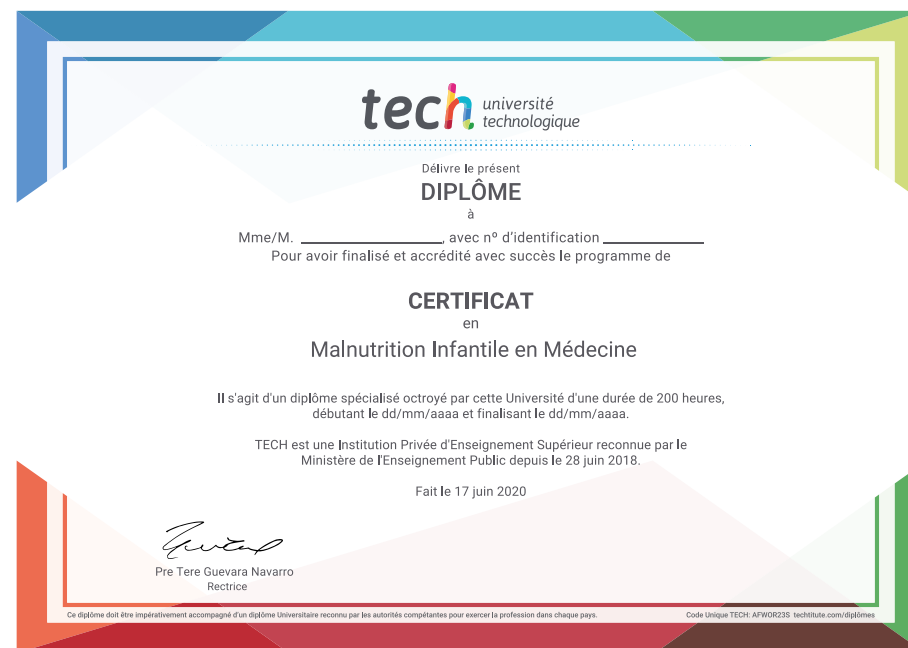 tech université
technologique
Délivre le présent
DIPLÔME
à
Mme/M. ____________________, avec nº d'identification ______________
Pour avoir finalisé et accrédité avec succès le programme de
CERTIFICAT
en
Malnutrition Infantile en Médecine
Il s'agit d'un diplôme spécialisé octroyé par cette Université d'une durée de 200 heures,
débutant le dd/mm/aaaa et finalisant le dd/mm/aaaa.
TECH est une Institution Privée d'Enseignement Supérieur reconnue par le
Ministère de l'Enseignement Public depuis le 28 juin 2018.
Fait le 17 juin 2020
Pre Tere Guevara Navarro
Rectrice
Ce diplôme doit être impérativement accompagné d'un diplôme Universitaire reconnu par les autorités compétentes pour exercer la profession dans chaque pays.
Code Unique TECH: AFWOR23S techtitute.com/diplômes